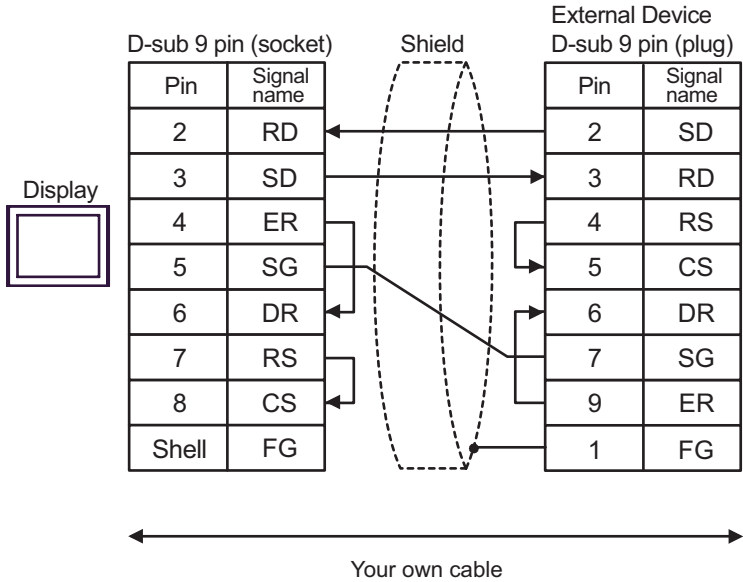 External Device
D-sub 9 pin (socket) Shield D-sub 9 pin (plug)
Pin Signal name Pin Signal name
2 RD 2 SD
3 SD 3 RD
Display
4 ER 4 RS
5 SG 5 CS
6 DR 6 DR
7 RS 7 SG
8 CS 9 ER
Shell FG 1 FG
Your own cable